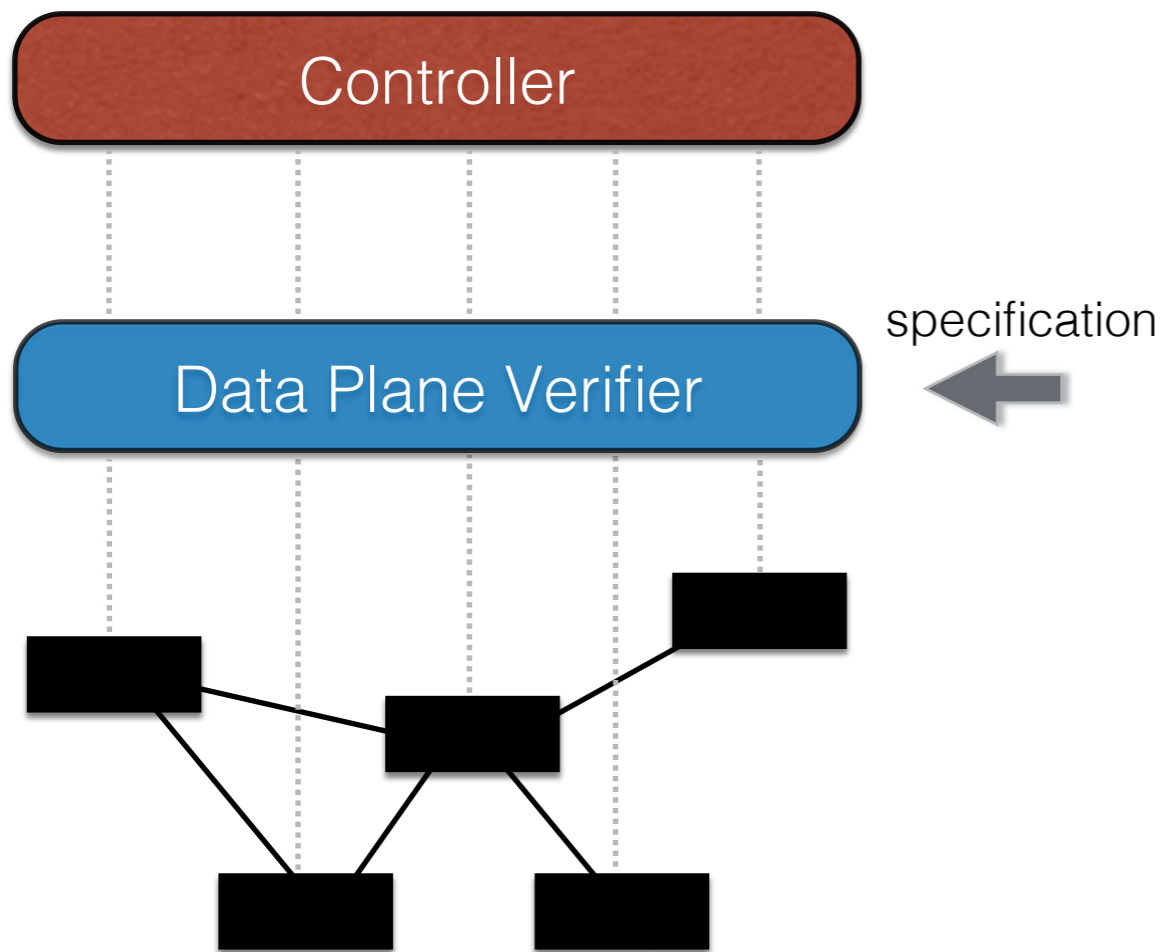 Controller
specification
Data Plane Verifier